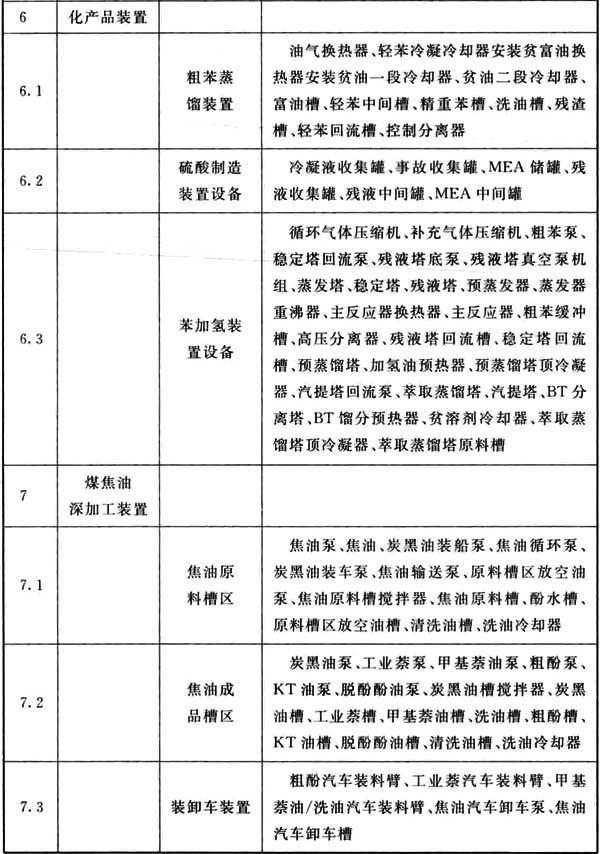 6 化产品装置
油气换热器、轻苯冷凝冷却器安装贫富油换
6.1 粗苯蒸 热器安装贫油一段冷却器、贫油二段冷却器、
馏装置 富油槽、轻苯中间槽、精重苯槽、洗油槽、残渣
槽、轻苯回流槽、控制分离器
6.2 硫酸制造 冷凝液收集罐、事故收集罐、MEA 储罐、残
装置设备 液收集罐、残液中间罐、MEA 中间罐
循环气体压缩机、补充气体压缩机、粗苯泵、
稳定塔回流泵、残液塔底泵、残液塔真空泵机
组、蒸发塔、稳定塔、残液塔、预蒸发器、蒸发器
重沸器、主反应器换热器、主反应器、粗苯缓冲
6.3 苯加氢装 槽、高压分离器、残液塔回流槽、稳定塔回流
置设备 槽、预蒸馏塔、加氢油预热器、预蒸馏塔顶冷凝
器、汽提塔回流泵、萃取蒸馏塔、汽提塔、BT 分
离塔、BT 馏分预热器、贫溶剂冷却器、萃取蒸
馏塔顶冷凝器、萃取蒸馏塔原料槽
7 煤焦油
深加工装置
焦油泵、焦油、炭黑油装船泵、焦油循环泵、
7.1 焦油原 炭黑油装车泵、焦油输送泵、原料槽区放空油
料槽区 泵、焦油原料槽搅拌器、焦油原料槽、酚水槽、
原料槽区放空油槽、清洗油槽、洗油冷却器
炭黑油泵、工业萘泵、甲基萘油泵、粗酚泵、
7.2 焦油成 KT 油泵、脱酚酚油泵、炭黑油槽搅拌器、炭黑
品槽区 油槽、工业萘槽、甲基萘油槽、洗油槽、粗酚槽、
KT 油槽、脱酚酚油槽、清洗油槽、洗油冷却器
粗酚汽车装料臂、工业萘汽车装料臂、甲基
7.3 装卸车装置 萘油/洗油汽车装料臂、焦油汽车卸车泵、焦油
汽车卸车槽